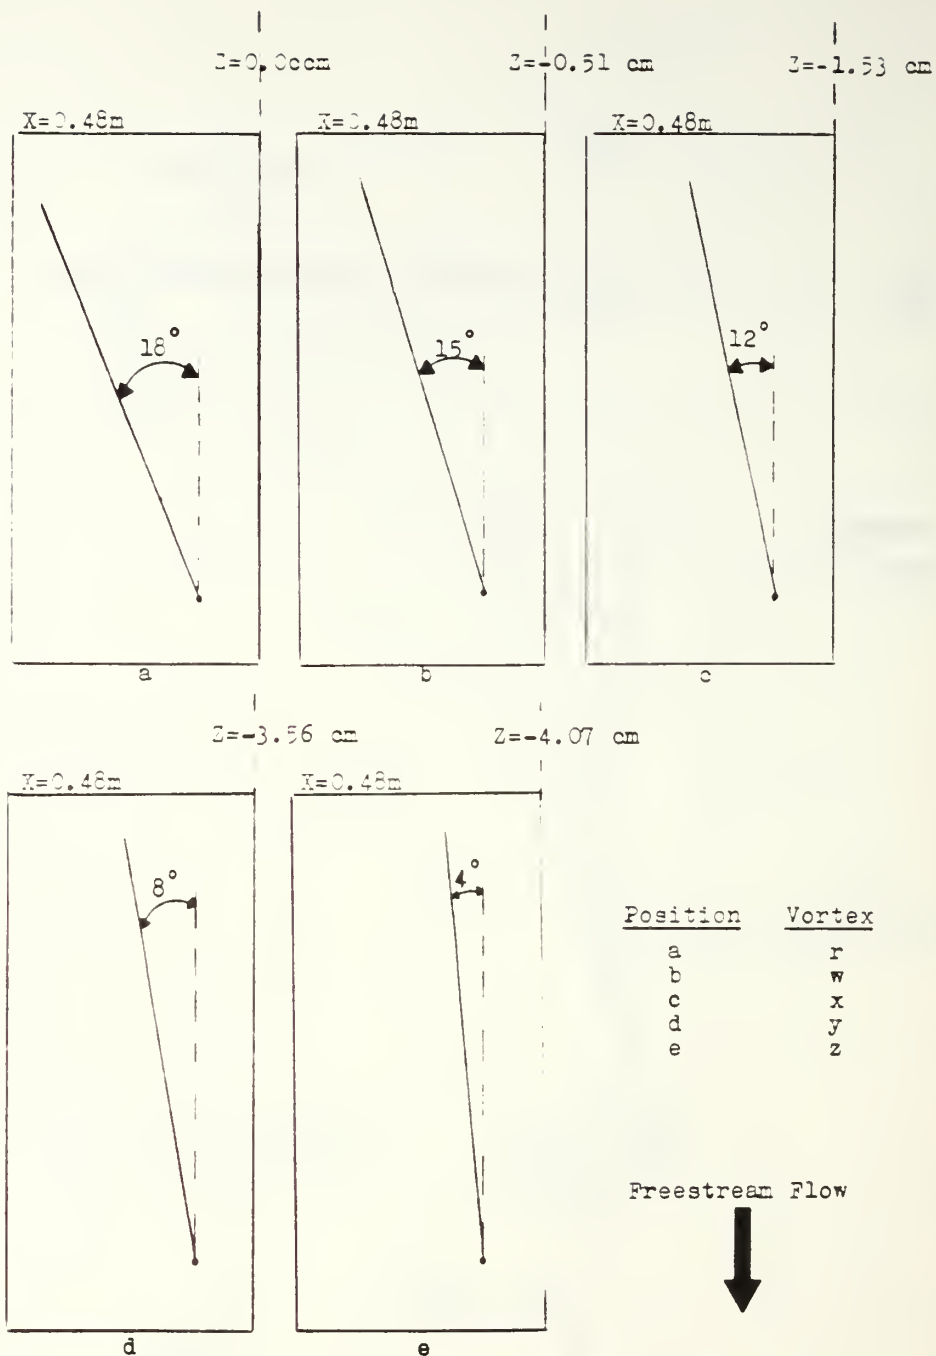 Z=0.0cm
Z=-0.51 cm
Z=-1.53 cm
X=0.48m
X=0.48m
X=0.48m
18°
15°
12°
a
b
c
Z=-3.56 cm
Z=-4.07 cm
X=0.48m
X=0.48m
8°
4°
Position Vortex
a r
b w
c x
d y
e z
Freestream Flow
d
e